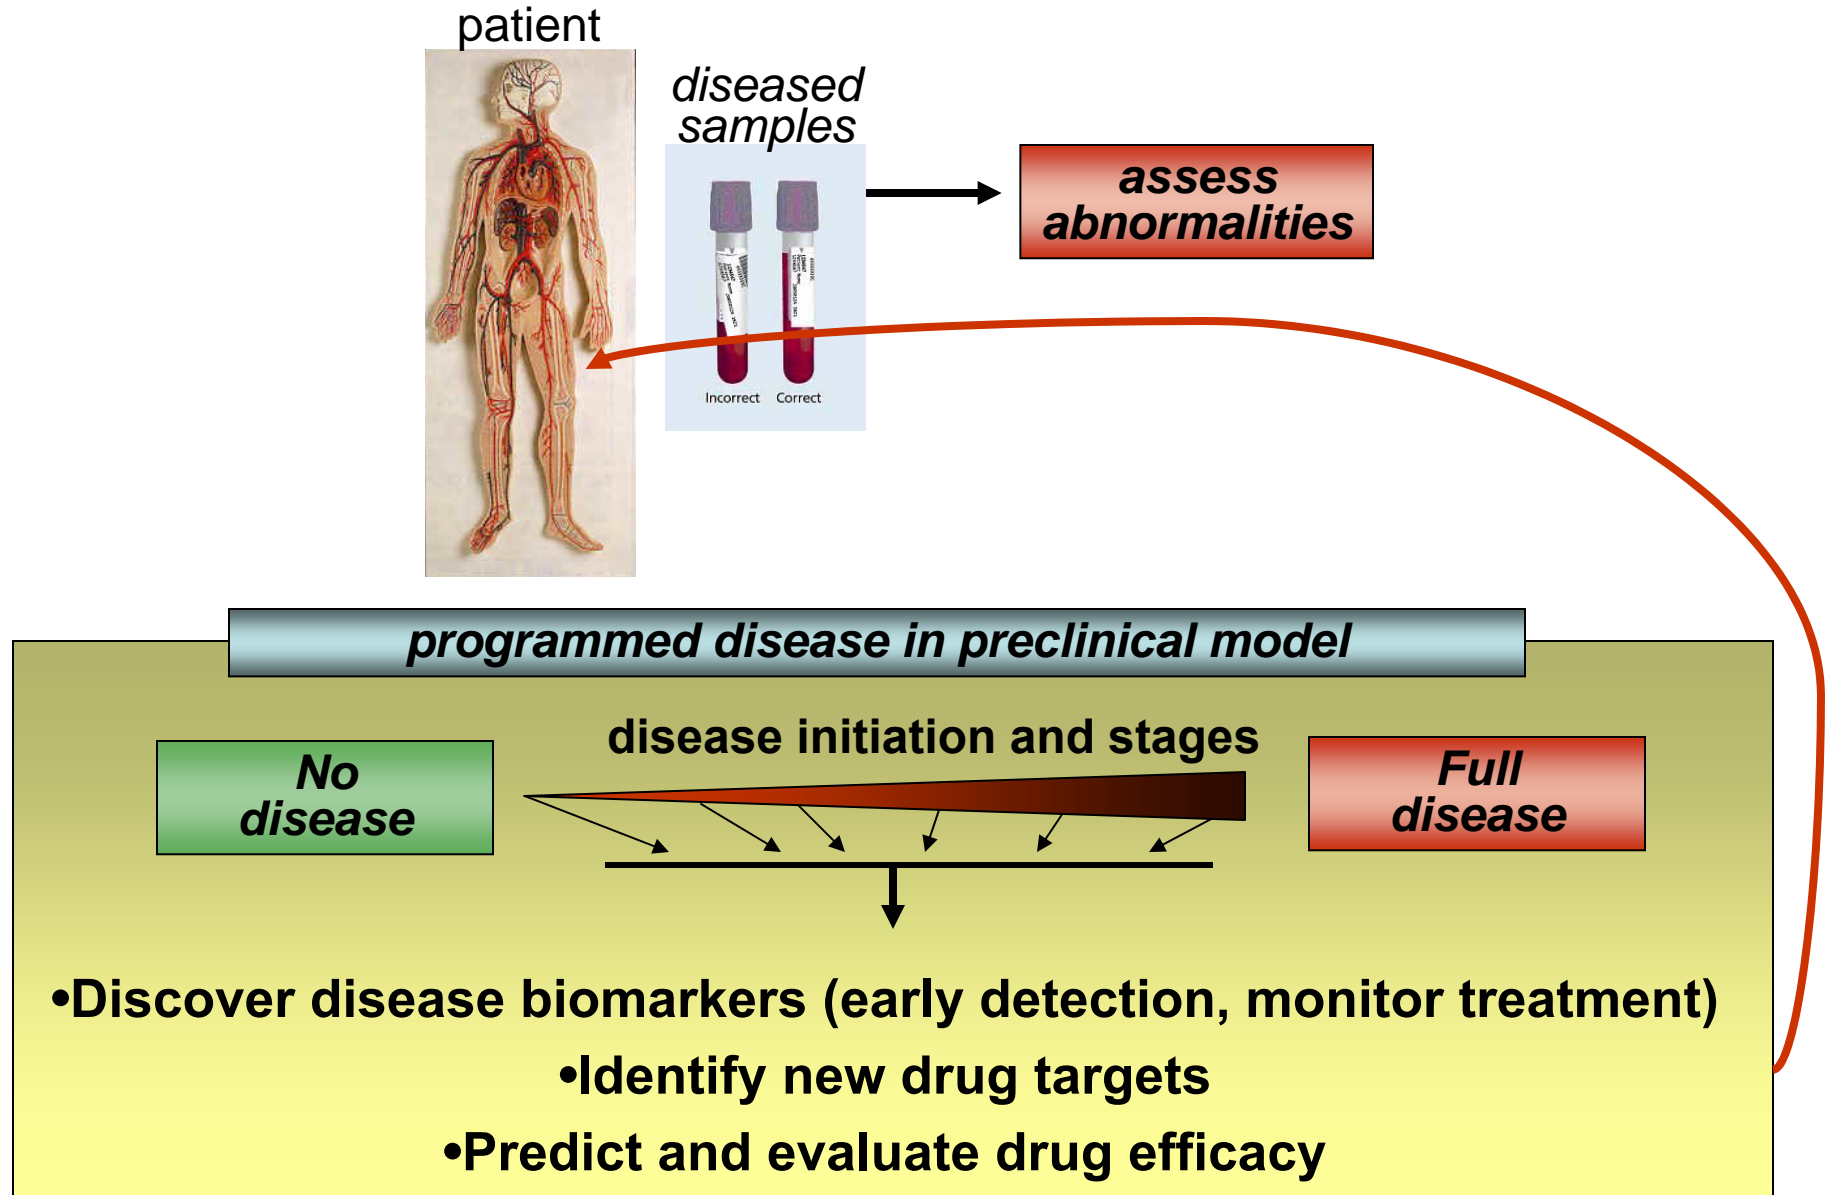 patient
diseased
samples
assess
abnormalities
Incorrect Correct
programmed disease in preclinical model
disease initiation and stages
No
disease
Full
disease
•Discover disease biomarkers (early detection, monitor treatment)
•Identify new drug targets
•Predict and evaluate drug efficacy